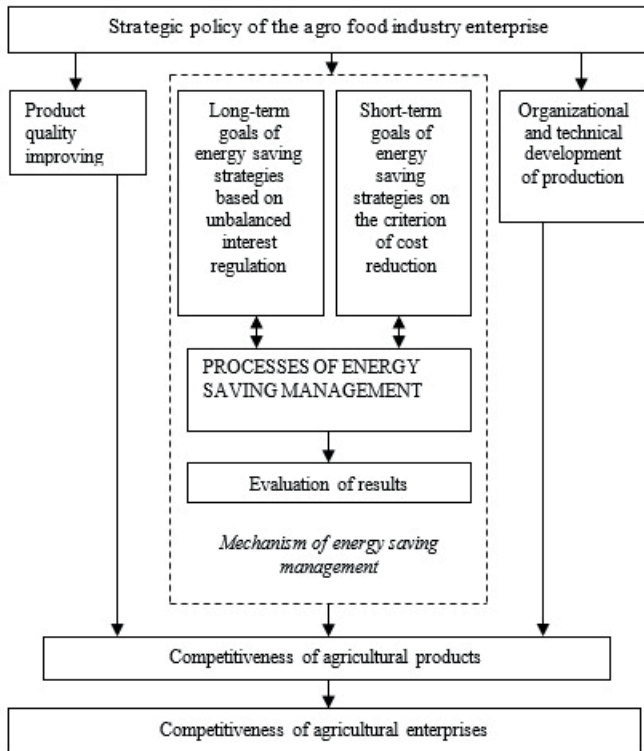 Strategic policy of the agro food industry enterprise
Product
quality
improving
Long-term
goals of
energy saving
strategies
based on
unbalanced
interest
regulation
Short-term
goals of
energy
saving
strategies on
the criterion
of cost
reduction
Organizational
and technical
development
of production
PROCESSES OF ENERGY
SAVING MANAGEMENT
Evaluation of results
Mechanism of energy saving
management
Competitiveness of agricultural products
Competitiveness of agricultural enterprises